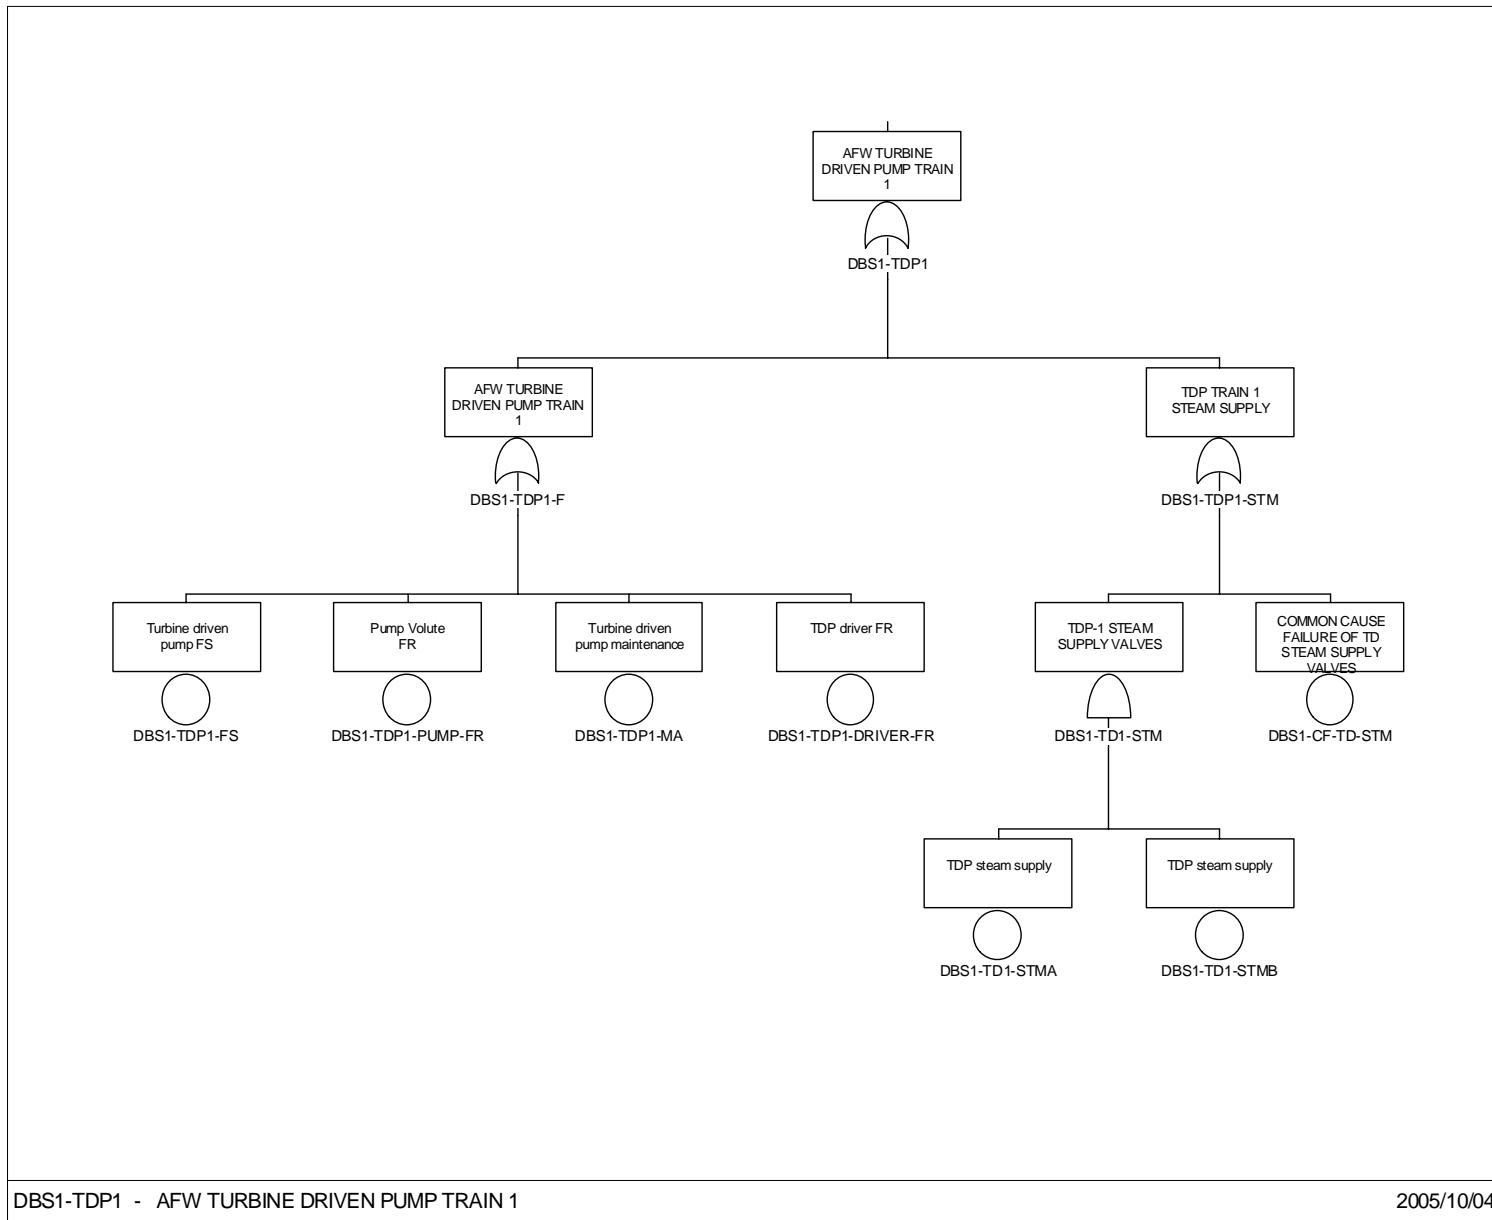 AFW TURBINE
DRIVEN PUMP TRAIN
1
DBS1-TDP1
AFW TURBINE
DRIVEN PUMP TRAIN
1
DBS1-TDP1-F
TDP TRAIN 1
STEAM SUPPLY
DBS1-TDP1-STM
Turbine driven
pump FS
DBS1-TDP1-FS
Pump Volute
FR
DBS1-TDP1-PUMP-FR
Turbine driven
pump maintenance
DBS1-TDP1-MA
TDP driver FR
DBS1-TDP1-DRIVER-FR
TDP-1 STEAM
SUPPLY VALVES
DBS1-TD1-STM
COMMON CAUSE
FAILURE OF TD
STEAM SUPPLY
VALVES
DBS1-CF-TD-STM
TDP steam supply
DBS1-TD1-STMA
TDP steam supply
DBS1-TD1-STMB
DBS1-TDP1 - AFW TURBINE DRIVEN PUMP TRAIN 1
2005/10/04